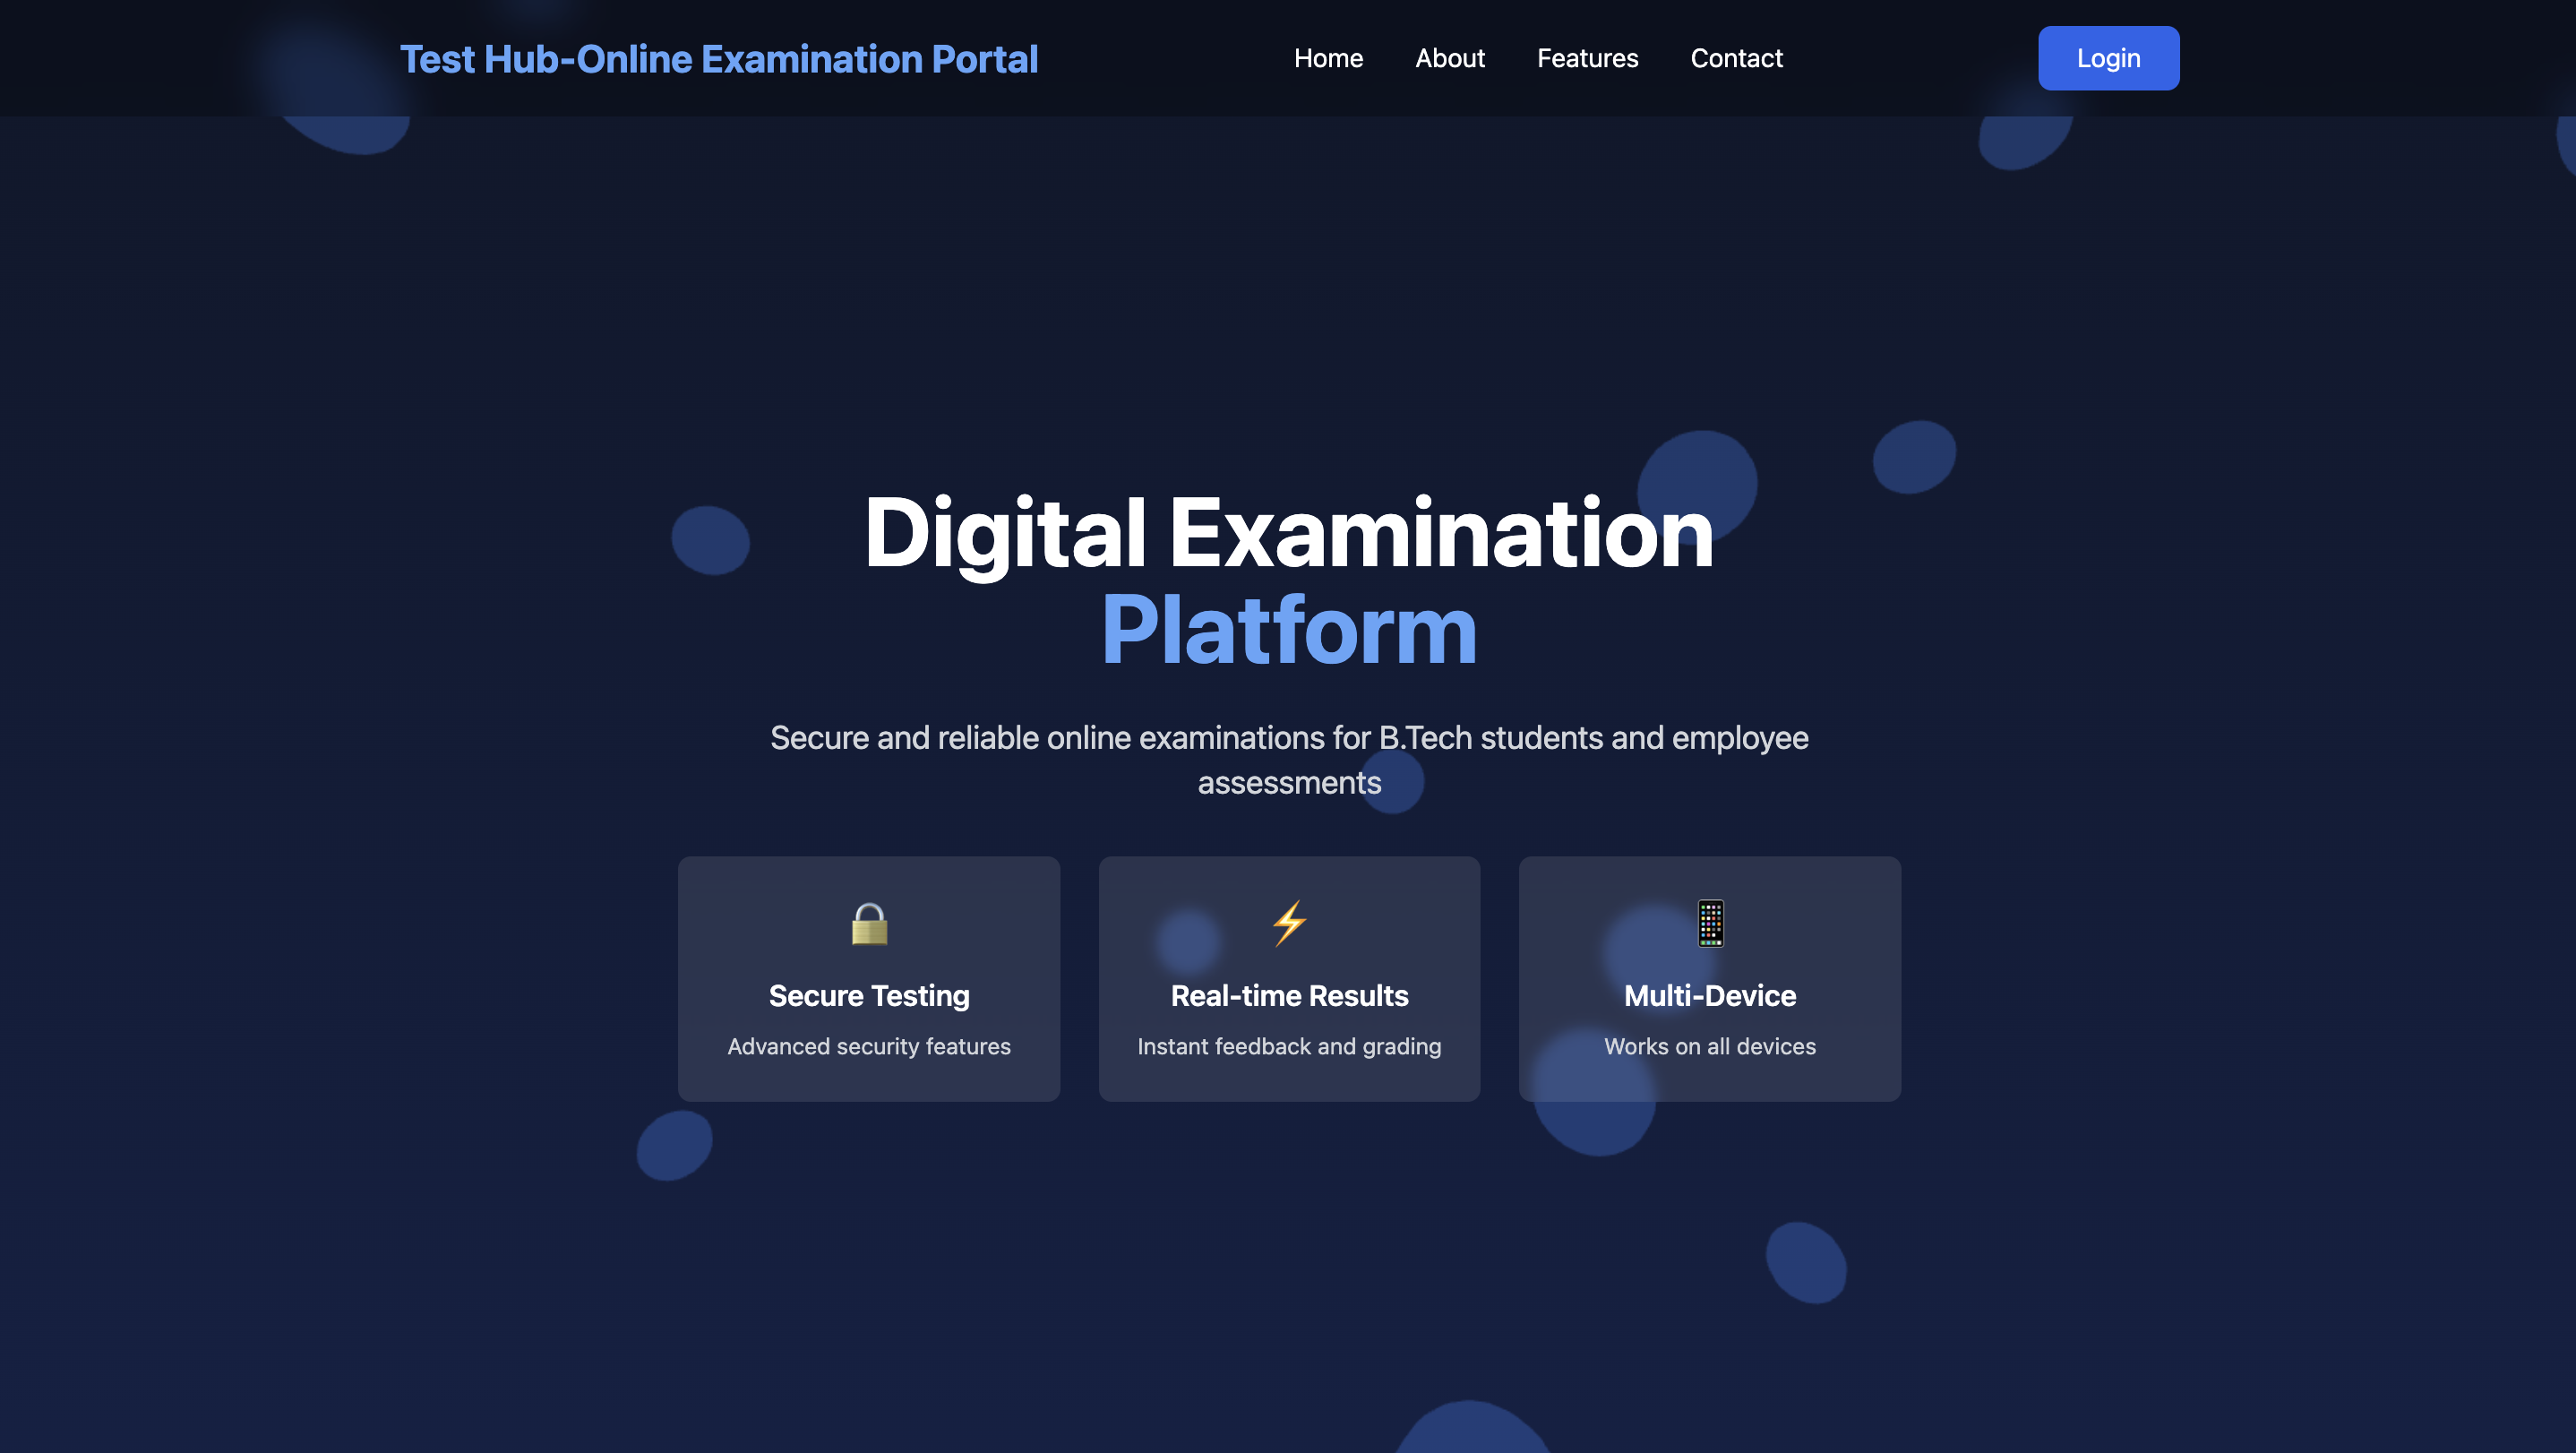 Test Hub-Online Examination Portal
Home
About
Features
Contact
Login
Digital Examination
Platform
Secure and reliable online examinations for B.Tech students and employee
assessments
Secure Testing
Advanced security features
Real-time Results
Instant feedback and grading
Multi-Device
Works on all devices